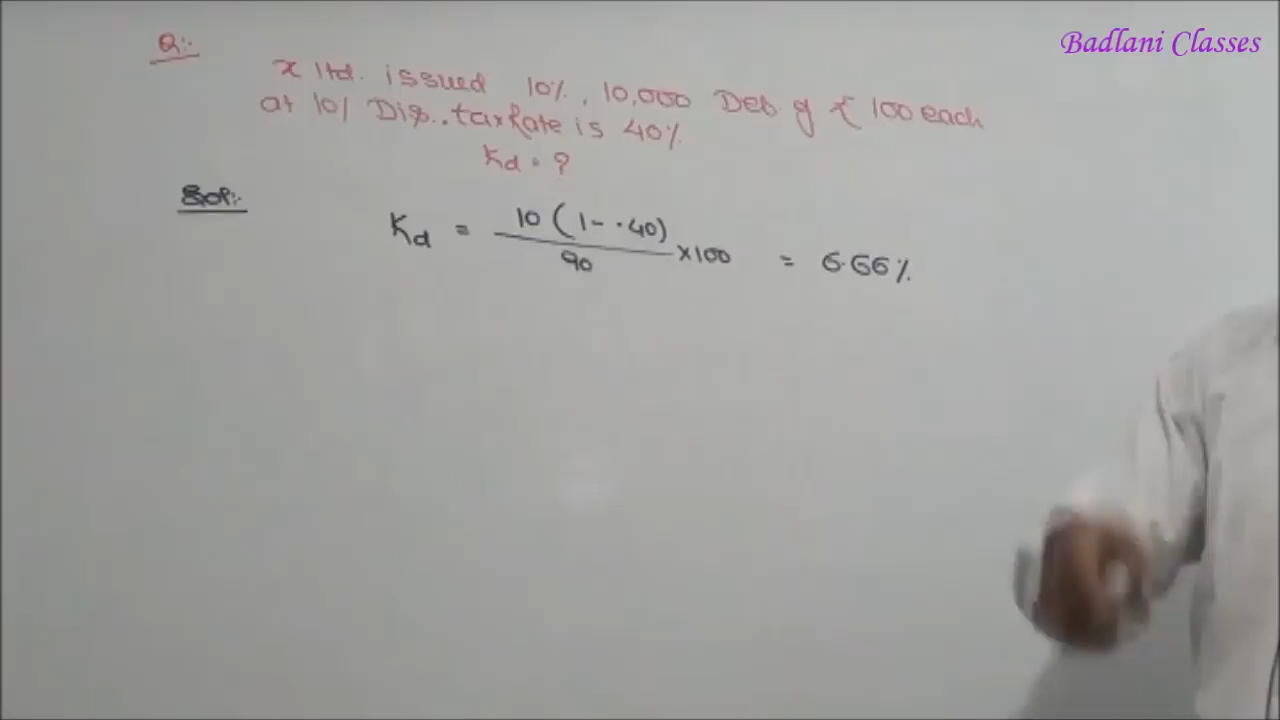 Badlani Classes
Q:-
x ltd. issued 10%, 10,000 Deb of ₹ 100 each
at 10% Dis.. tax Rate is 40%
Kd = ?
Sol:-
Kd = 10 (1 - .40) / 90 × 100 = 6.66%